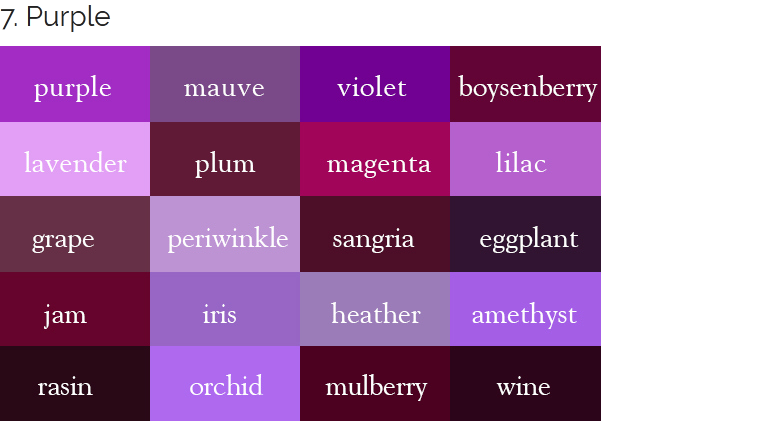 7. Purple
purple mauve violet boysenberry
lavender plum magenta lilac
grape periwinkle sangria eggplant
jam iris heather amethyst
rasin orchid mulberry wine